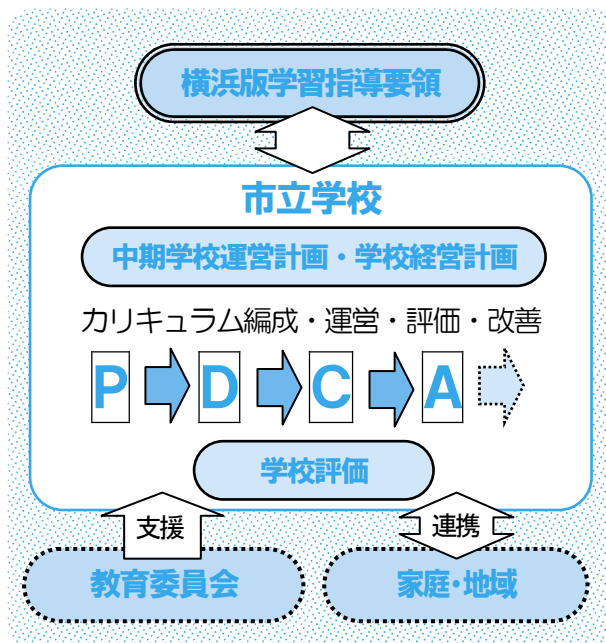 横浜版学習指導要領
市立学校
中期学校運営計画・学校経営計画
カリキュラム編成・運営・評価・改善
P D C A
学校評価
支援 連携
教育委員会 家庭・地域